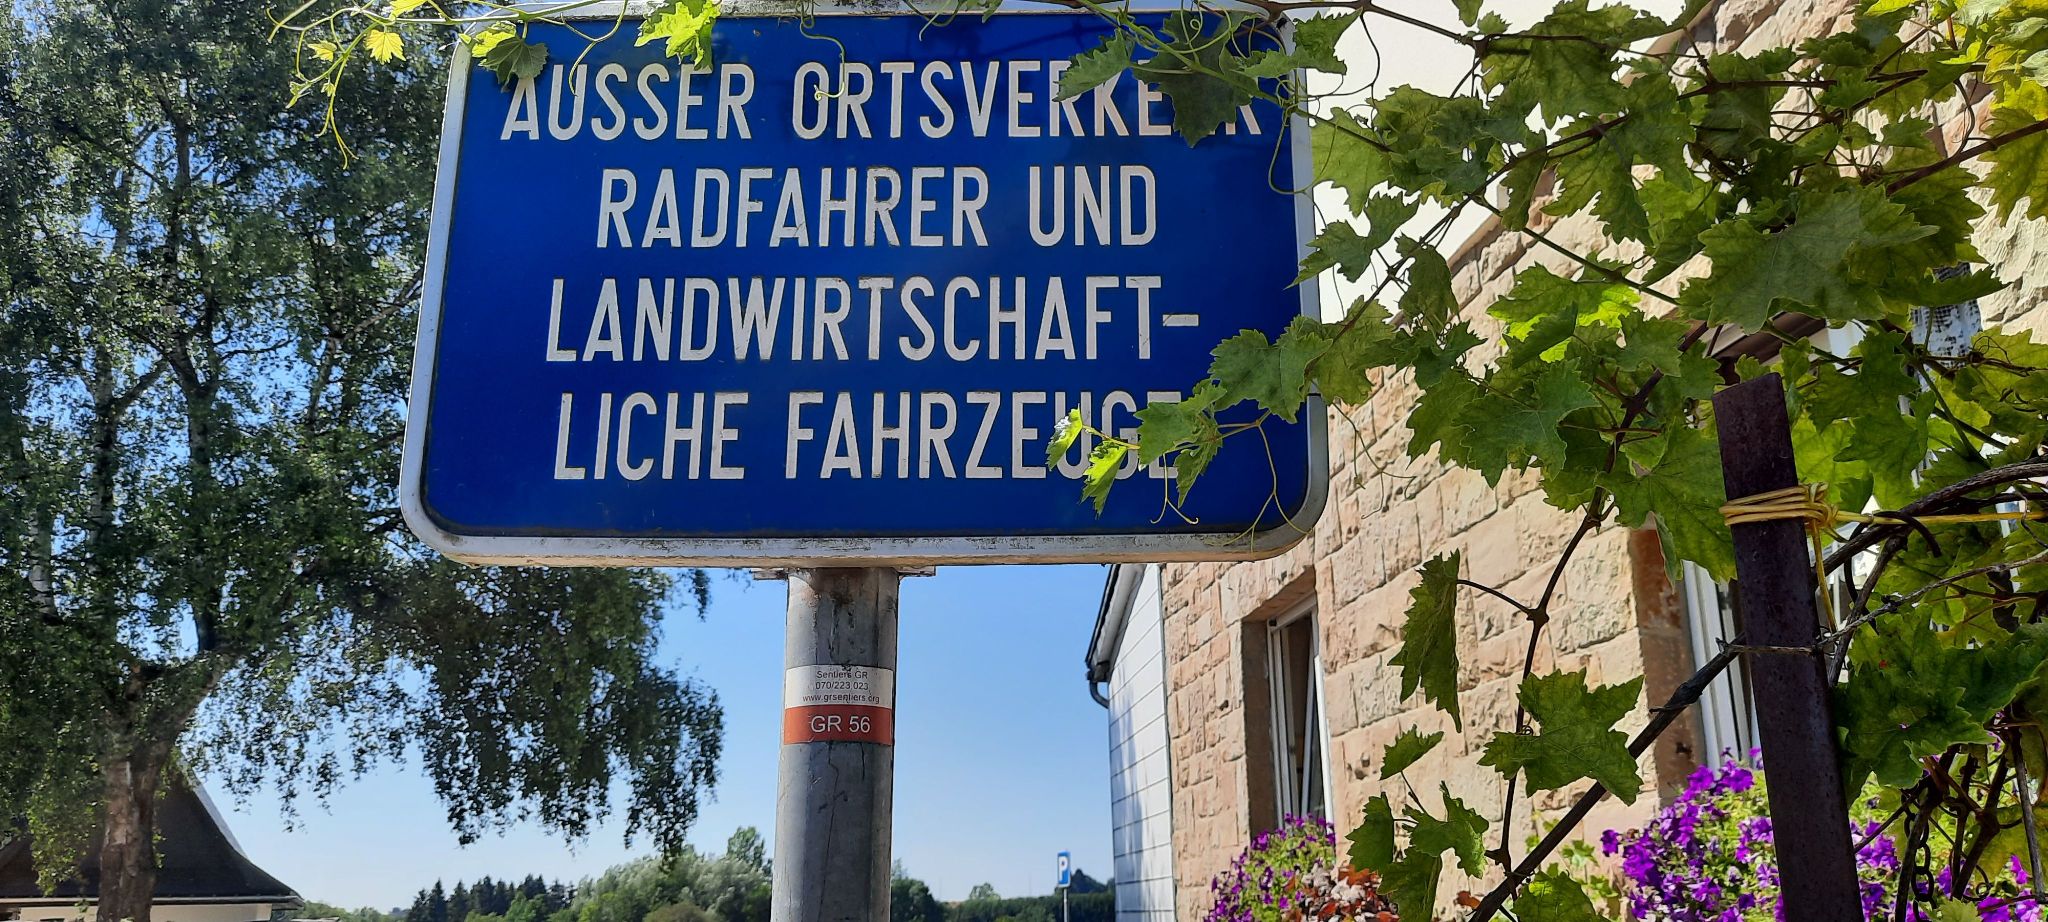 AUSSER ORTSVERKEHR
RADFAHRER UND
LANDWIRTSCHAFT-
LICHE FAHRZEUGE
Sentiers GR
070/223 023
www.grsentiers.org
GR 56
P